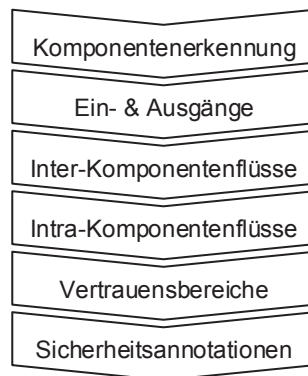 Komponentenerkennung
Ein- & Ausgänge
Inter-Komponentenflüsse
Intra-Komponentenflüsse
Vertrauensbereiche
Sicherheitsannotationen